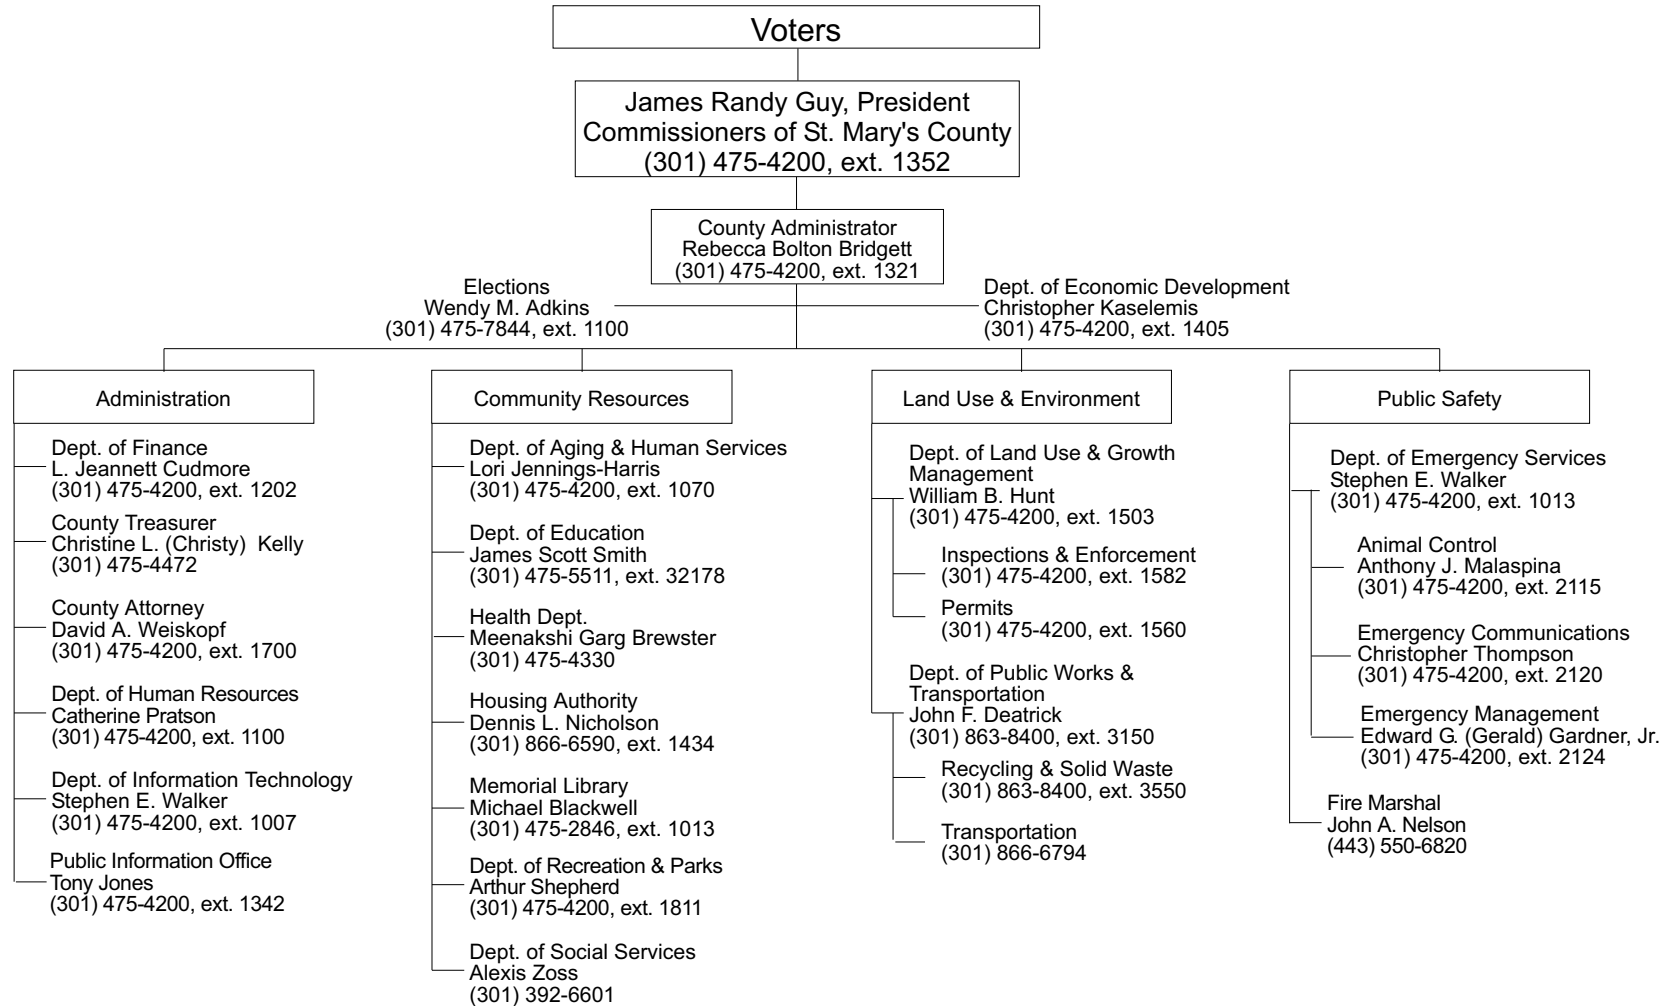 Voters
James Randy Guy, President
Commissioners of St. Mary's County
(301) 475-4200, ext. 1352
County Administrator
Rebecca Bolton Bridgett
(301) 475-4200, ext. 1321
Elections
Wendy M. Adkins
(301) 475-7844, ext. 1100
Dept. of Economic Development
Christopher Kaselemis
(301) 475-4200, ext. 1405
Administration
Dept. of Finance
L. Jeannett Cudmore
(301) 475-4200, ext. 1202
County Treasurer
Christine L. (Christy) Kelly
(301) 475-4472
County Attorney
David A. Weiskopf
(301) 475-4200, ext. 1700
Dept. of Human Resources
Catherine Pratson
(301) 475-4200, ext. 1100
Dept. of Information Technology
Stephen E. Walker
(301) 475-4200, ext. 1007
Public Information Office
Tony Jones
(301) 475-4200, ext. 1342
Community Resources
Dept. of Aging & Human Services
Lori Jennings-Harris
(301) 475-4200, ext. 1070
Dept. of Education
James Scott Smith
(301) 475-5511, ext. 32178
Health Dept.
Meenakshi Garg Brewster
(301) 475-4330
Housing Authority
Dennis L. Nicholson
(301) 866-6590, ext. 1434
Memorial Library
Michael Blackwell
(301) 475-2846, ext. 1013
Dept. of Recreation & Parks
Arthur Shepherd
(301) 475-4200, ext. 1811
Dept. of Social Services
Alexis Zoss
(301) 392-6601
Land Use & Environment
Dept. of Land Use & Growth
Management
William B. Hunt
(301) 475-4200, ext. 1503
Inspections & Enforcement
(301) 475-4200, ext. 1582
Permits
(301) 475-4200, ext. 1560
Dept. of Public Works &
Transportation
John F. Deatrick
(301) 863-8400, ext. 3150
Recycling & Solid Waste
(301) 863-8400, ext. 3550
Transportation
(301) 866-6794
Public Safety
Dept. of Emergency Services
Stephen E. Walker
(301) 475-4200, ext. 1013
Animal Control
Anthony J. Malaspina
(301) 475-4200, ext. 2115
Emergency Communications
Christopher Thompson
(301) 475-4200, ext. 2120
Emergency Management
Edward G. (Gerald) Gardner, Jr.
(301) 475-4200, ext. 2124
Fire Marshal
John A. Nelson
(443) 550-6820